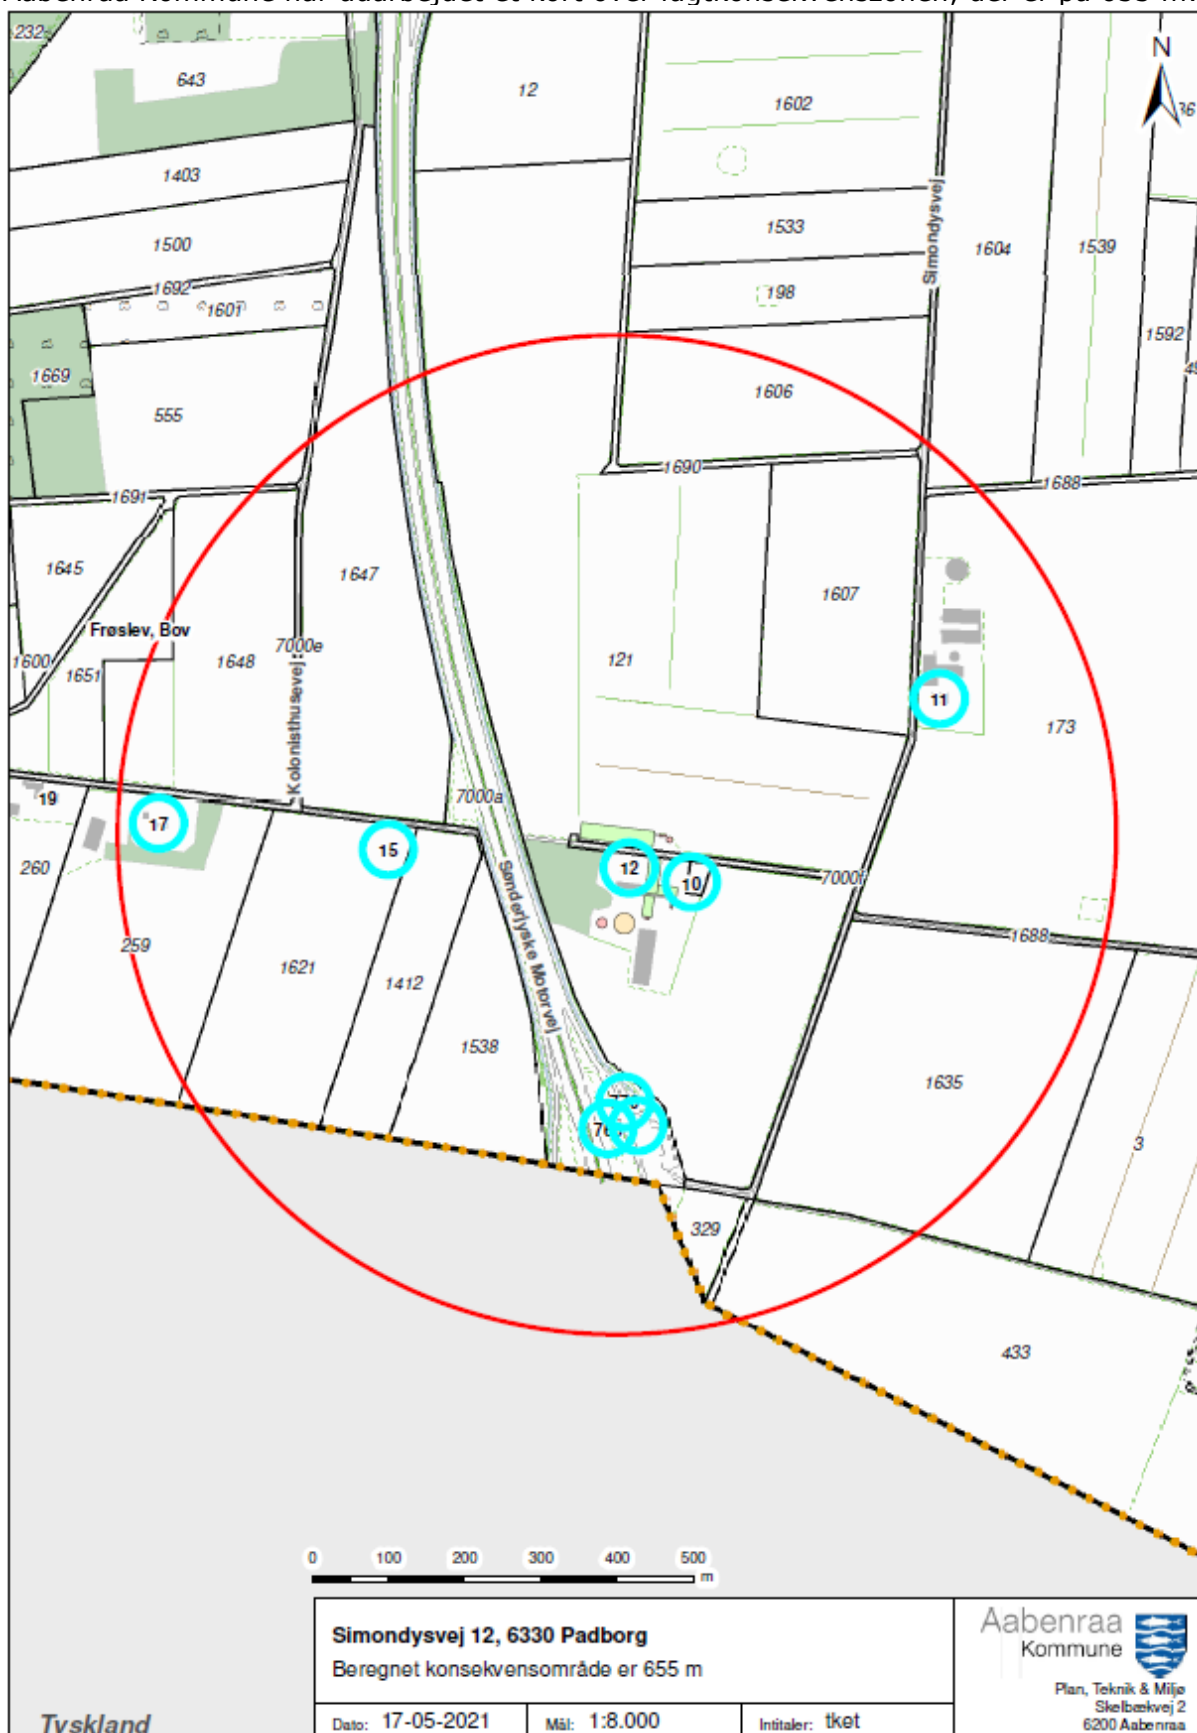 232
643
12
1602
N
1403
1533
1500
1604
1539
Simondysvej
1692
1601
198
1592
1669
1606
555
1690
1691
1688
1645
1647
1607
Frøslev, Bov
7000e
1600
1651
1648
121
11
173
Kolonisthusevej
19
7000a
17
15
12
10
7000f
260
Sønderjyske Motorvej
1688
259
1621
1412
1538
1635
3
329
433
0 100 200 300 400 500
m
Simondysvej 12, 6330 Padborg
Beregnet konsekvensområde er 655 m
Aabenraa
Kommune
Plan, Teknik & Miljø
Skelbækvej 2
6200 Aabenraa
Tyskland
Dato: 17-05-2021
Mål: 1:8.000
Intitaler: tket